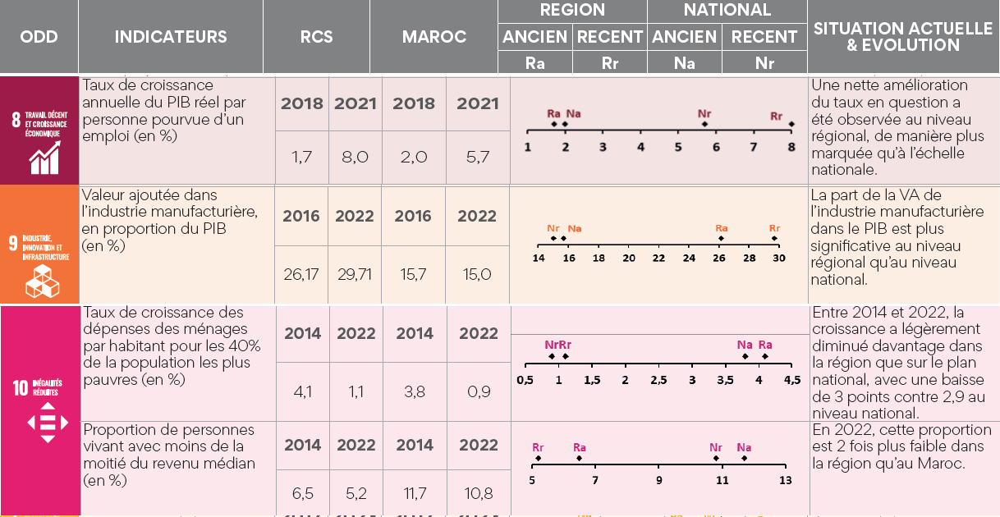 ODD
INDICATEURS
RCS
MAROC
REGION
NATIONAL
ANCIEN
RECENT
ANCIEN
RECENT
Ra
Rr
Na
Nr
SITUATION ACTUELLE
& EVOLUTION
8 TRAVAIL DÉCENT
ET CROISSANCE
ÉCONOMIQUE
Taux de croissance
annuelle du PIB réel par
personne pourvue d'un
emploi (en %)
2018 2021 2018 2021
1,7 8,0 2,0 5,7
Ra Na Nr Rr
1 2 3 4 5 6 7 8
Une nette amélioration
du taux en question a
été observée au niveau
régional, de manière plus
marquée qu'à l'échelle
nationale.
9 INDUSTRIE,
INNOVATION ET
INFRASTRUCTURE
Valeur ajoutée dans
l'industrie manufacturière,
en proportion du PIB
(en %)
2016 2022 2016 2022
26,17 29,71 15,7 15,0
Nr Na Ra Rr
14 16 18 20 22 24 26 28 30
La part de la VA de
l'industrie manufacturière
dans le PIB est plus
significative au niveau
régional qu'au niveau
national.
10 INÉGALITÉS
RÉDUITES
Taux de croissance des
dépenses des ménages
par habitant pour les 40%
de la population les plus
pauvres (en %)
2014 2022 2014 2022
4,1 1,1 3,8 0,9
NrRr Na Ra
0,5 1 1,5 2 2,5 3 3,5 4 4,5
Entre 2014 et 2022, la
croissance a légèrement
diminué davantage dans
la région que sur le plan
national, avec une baisse
de 3 points contre 2,9 au
niveau national.
Proportion de personnes
vivant avec moins de la
moitié du revenu médian
(en %)
2014 2022 2014 2022
6,5 5,2 11,7 10,8
Rr Ra Nr Na
5 7 9 11 13
En 2022, cette proportion
est 2 fois plus faible dans
la région qu'au Maroc.